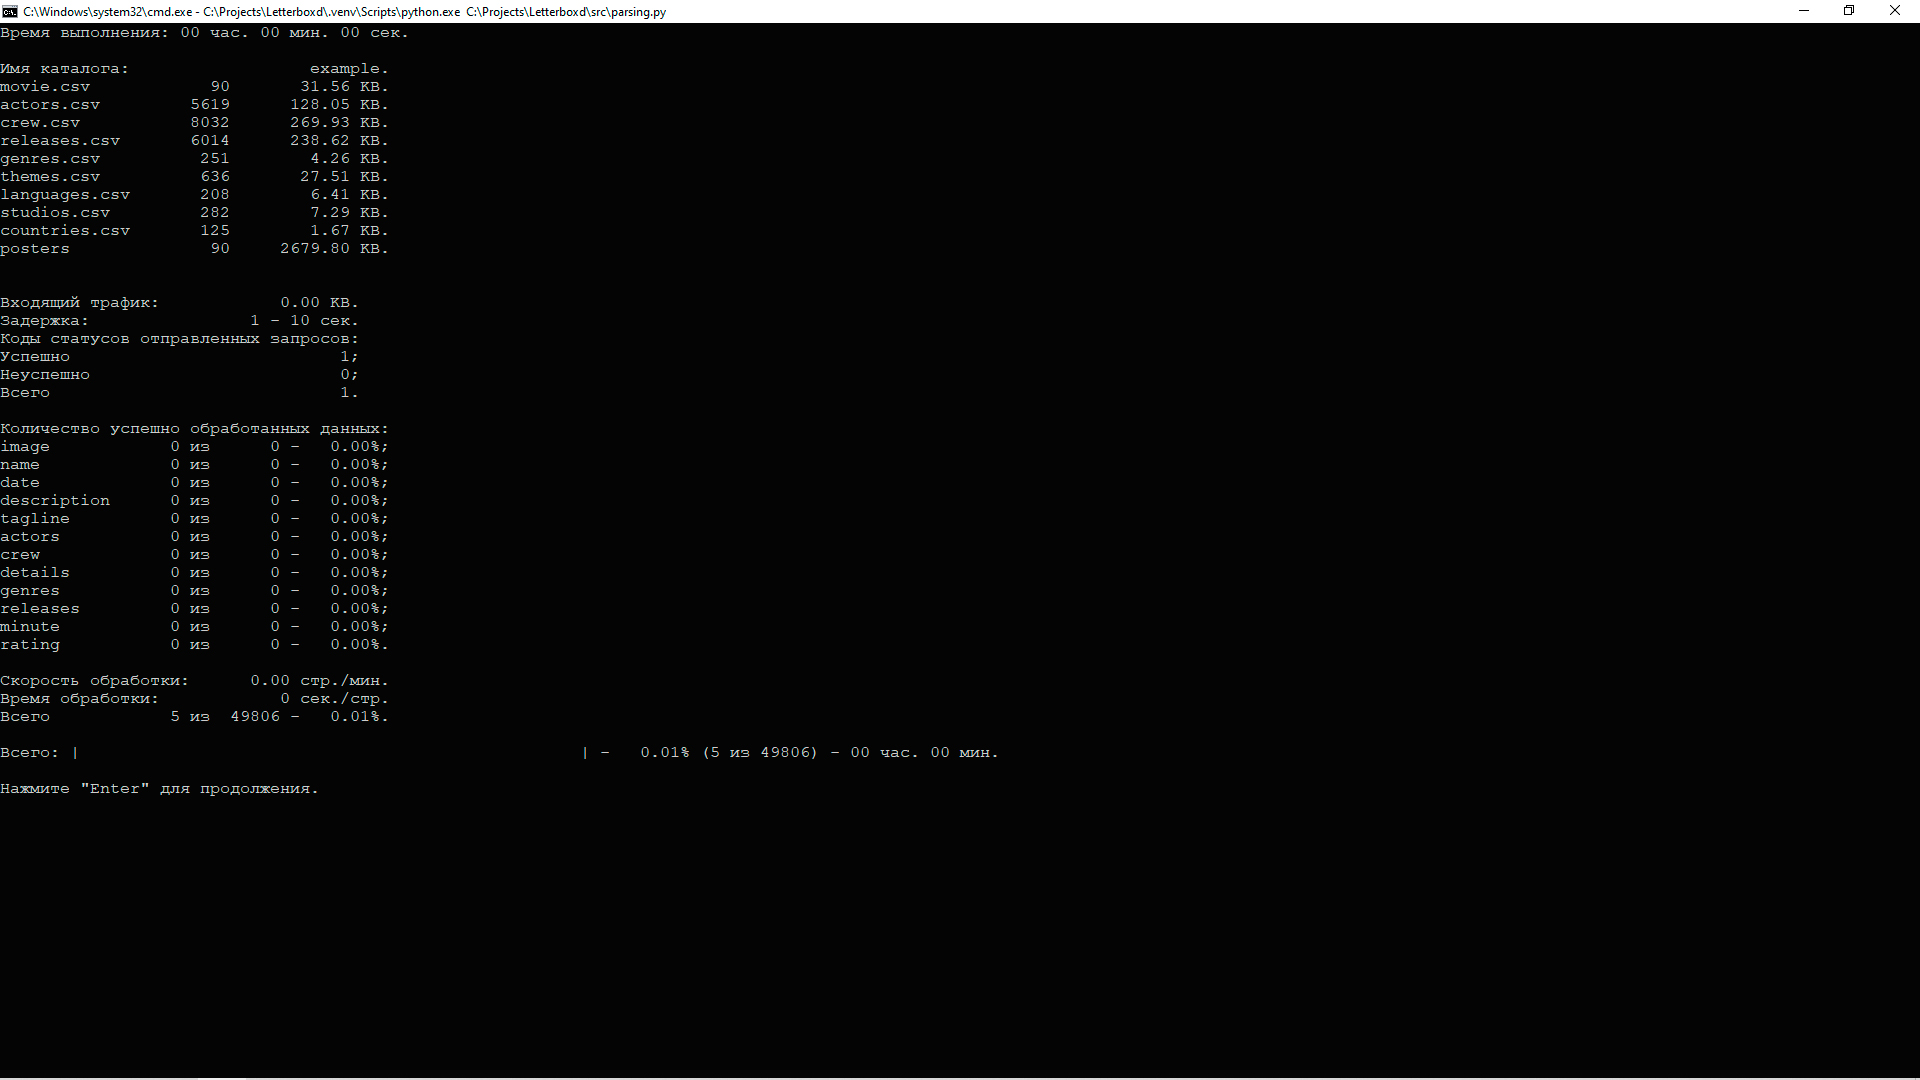 C:\Windows\system32\cmd.exe - C:\Projects\Letterboxd\.venv\Scripts\python.exe C:\Projects\Letterboxd\src\parsing.py
Время выполнения: 00 час. 00 мин. 00 сек.
Имя каталога: example.
movie.csv 90 31.56 KB.
actors.csv 5619 128.05 KB.
crew.csv 8032 269.93 KB.
releases.csv 6014 238.62 KB.
genres.csv 251 4.26 KB.
themes.csv 636 27.51 KB.
languages.csv 208 6.41 KB.
studios.csv 282 7.29 KB.
countries.csv 125 1.67 KB.
posters 90 2679.80 KB.
Входящий трафик: 0.00 KB.
Задержка: 1 - 10 сек.
Коды статусов отправленных запросов:
Успешно 1;
Неуспешно 0;
Всего 1.
Количество успешно обработанных данных:
image 0 из 0 - 0.00%;
name 0 из 0 - 0.00%;
date 0 из 0 - 0.00%;
description 0 из 0 - 0.00%;
tagline 0 из 0 - 0.00%;
actors 0 из 0 - 0.00%;
crew 0 из 0 - 0.00%;
details 0 из 0 - 0.00%;
genres 0 из 0 - 0.00%;
releases 0 из 0 - 0.00%;
minute 0 из 0 - 0.00%;
rating 0 из 0 - 0.00%.
Скорость обработки: 0.00 стр./мин.
Время обработки: 0 сек./стр.
Всего 5 из 49806 - 0.01%.
Всего: | | - 0.01% (5 из 49806) - 00 час. 00 мин.
Нажмите "Enter" для продолжения.